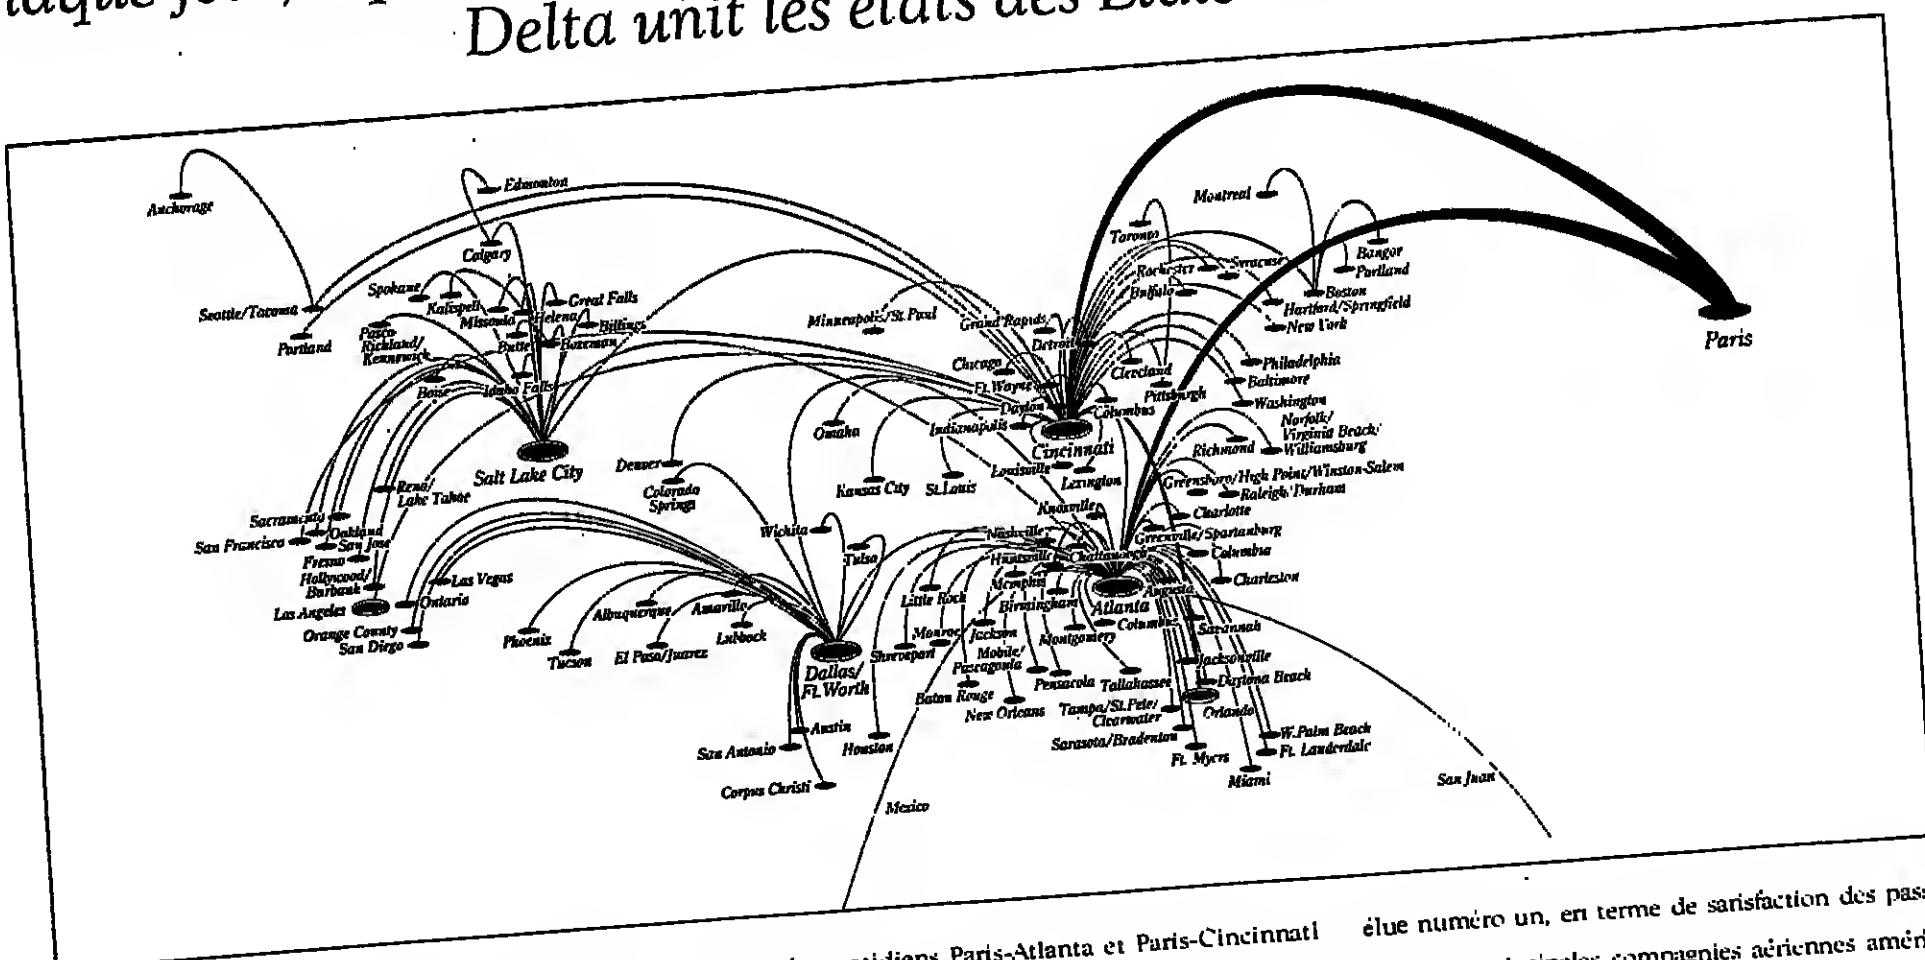 Delta unit les états des
Anchorage
Edmonton
Calgary
Seattle/Tacoma
Portland
Spokane
Kalispell
Missoula
Great Falls
Helena
Billings
Butte
Bozeman
Pasco
Richland/
Kennewick
Boise
Idaho Falls
Salt Lake City
Reno/
Lake Tahoe
Sacramento
Oakland
San Francisco
San Jose
Fresno
Hollywood/
Burbank
Las Vegas
Los Angeles
Ontario
Orange County
San Diego
Phoenix
Tucson
Albuquerque
El Paso/Juarez
Amarillo
Lubbock
Denver
Colorado
Springs
Wichita
Tulsa
Dallas/
Ft.Worth
Austin
San Antonio
Houston
Corpus Christi
Mexico
Minneapolis/St.Paul
Omaha
Kansas City
St.Louis
Grand Rapids
Detroit
Chicago
Ft.Wayne
Dayton
Columbus
Indianapolis
Cincinnati
Louisville
Lexington
Cleveland
Pittsburgh
Toronto
Rochester
Syracuse
Buffalo
Montreal
Bangor
Portland
Boston
Hartford/Springfield
New York
Philadelphia
Baltimore
Washington
Norfolk/
Virginia Beach/
Williamsburg
Richmond
Greensboro/High Point/Winston-Salem
Raleigh/Durham
Charlotte
Greenville/Spartanburg
Columbia
Charleston
Knoxville
Nashville
Huntsville
Chattanooga
Memphis
Little Rock
Birmingham
Atlanta
Augusta
Columbus
Savannah
Montgomery
Monroe
Jackson
Shreveport
Mobile/
Pascagoula
Baton Rouge
New Orleans
Pensacola
Tallahassee
Jacksonville
Daytona Beach
Orlando
Tampa/St.Pete/
Clearwater
Sarasota/Bradenton
Ft. Myers
W.Palm Beach
Ft. Lauderdale
Miami
San Juan
Paris
Paris-Atlanta et Paris-Cincinnati
élue numéro un, en terme de satisfaction des
compagnies aériennes